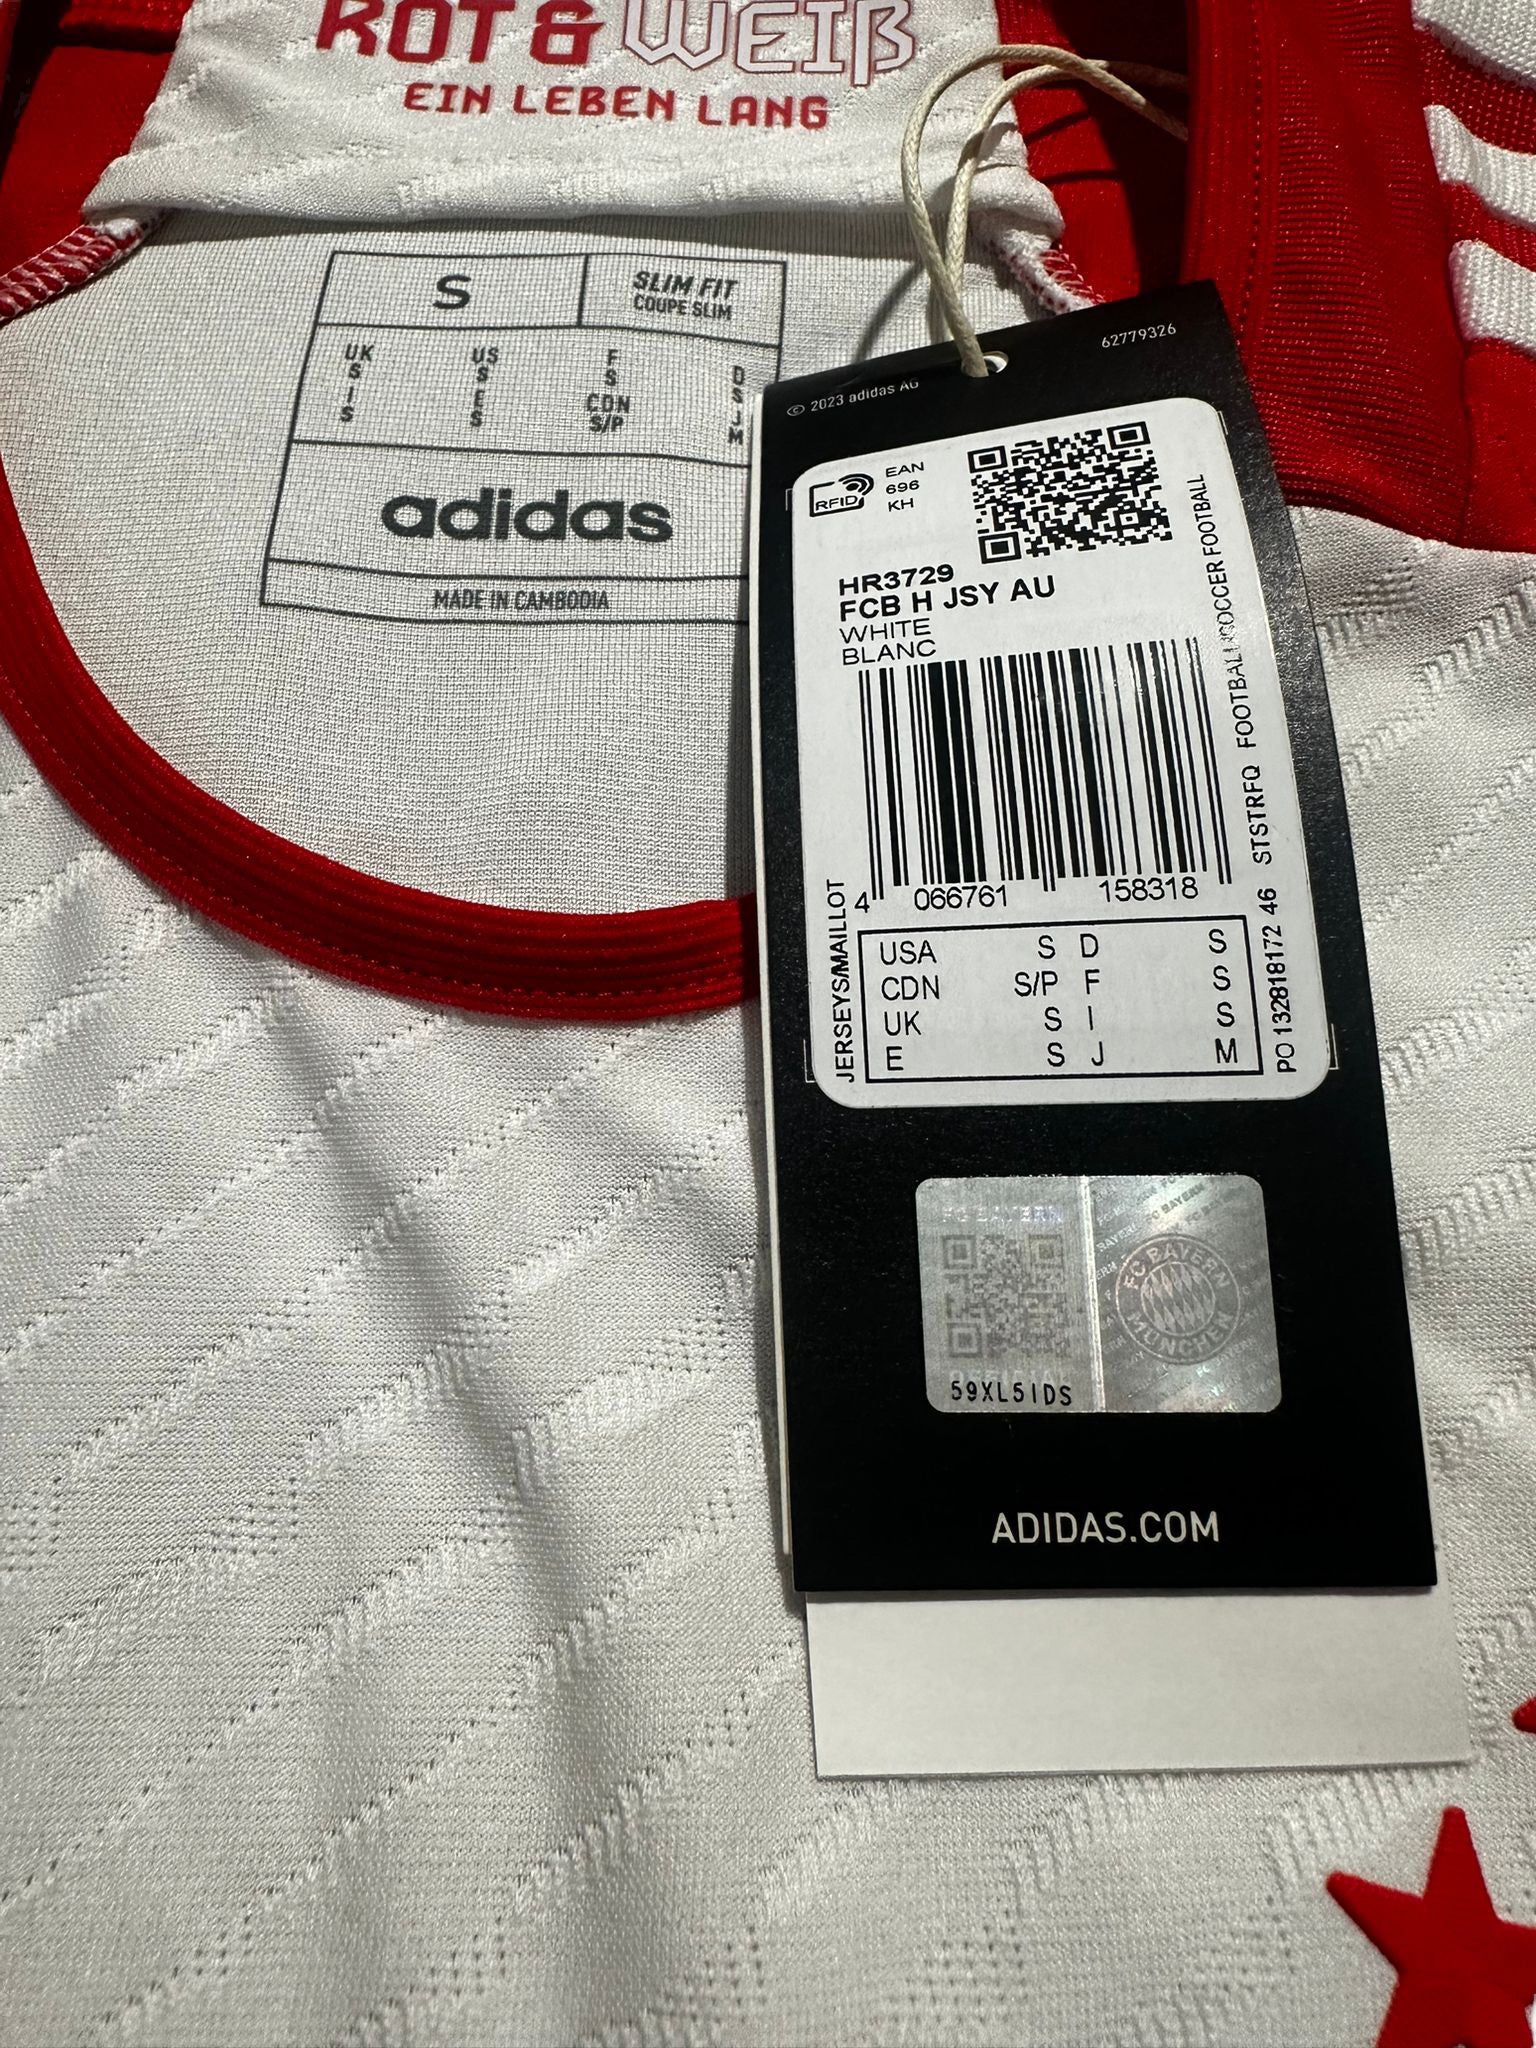 ROT & WEIß
EIN LEBEN LANG
S
SLIM FIT
COUPE SLIM
UK US F D
S S S S
I E CDN J
S S S/P M
adidas
MADE IN CAMBODIA
62779326
© 2023 adidas AG
RFID
EAN
696
KH
HR3729
FCB H JSY AU
WHITE
BLANC
4 066761 158318
JERSEYS/MAILLOT
USA S D S
CDN S/P F S
UK S I S
E S J M
PO 132818172 46 STSTRFQ FOOTBALL/SOCCER FOOTBALL
FC BAYERN
MÜNCHEN
59XL5IDS
ADIDAS.COM